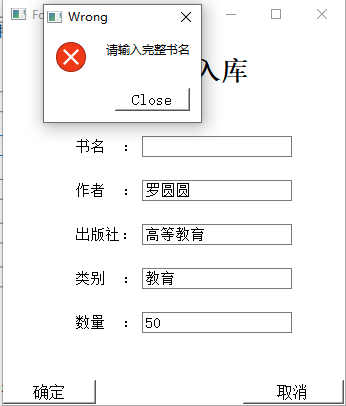 Fo
Wrong
请输入完整书名
Close
入库
书名 :
作者 : 罗圆圆
出版社: 高等教育
类别 : 教育
数量 : 50
确定
取消